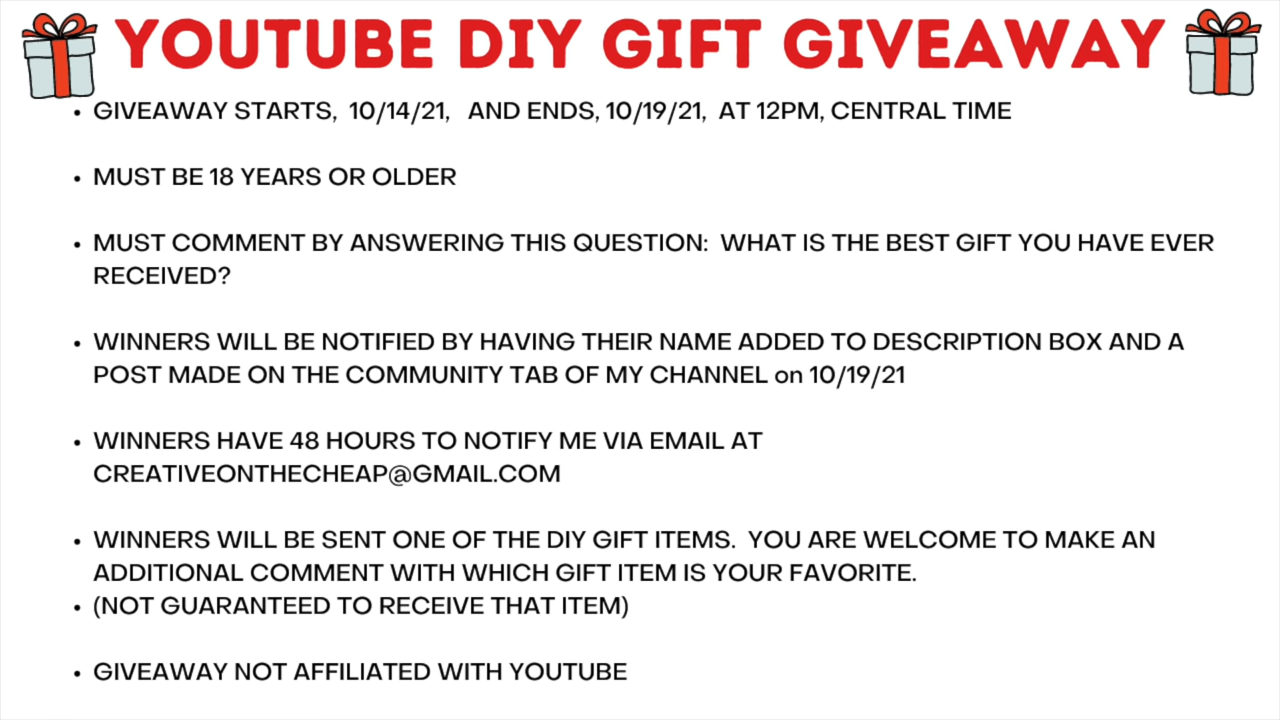 YOUTUBE DIY GIFT GIVEAWAY
• GIVEAWAY STARTS, 10/14/21, AND ENDS, 10/19/21, AT 12PM, CENTRAL TIME
• MUST BE 18 YEARS OR OLDER
• MUST COMMENT BY ANSWERING THIS QUESTION: WHAT IS THE BEST GIFT YOU HAVE EVER
RECEIVED?
• WINNERS WILL BE NOTIFIED BY HAVING THEIR NAME ADDED TO DESCRIPTION BOX AND A
POST MADE ON THE COMMUNITY TAB OF MY CHANNEL on 10/19/21
• WINNERS HAVE 48 HOURS TO NOTIFY ME VIA EMAIL AT
CREATIVEONTHECHEAP@GMAIL.COM
• WINNERS WILL BE SENT ONE OF THE DIY GIFT ITEMS. YOU ARE WELCOME TO MAKE AN
ADDITIONAL COMMENT WITH WHICH GIFT ITEM IS YOUR FAVORITE.
• (NOT GUARANTEED TO RECEIVE THAT ITEM)
• GIVEAWAY NOT AFFILIATED WITH YOUTUBE